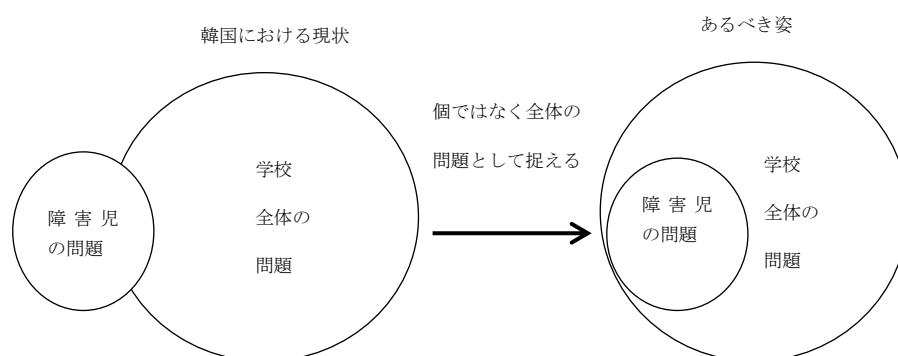 韓国における現状
あるべき姿
個ではなく全体の
問題として捉える
障害児
の問題
学校
全体の
問題
障害児
の問題
学校
全体の
問題